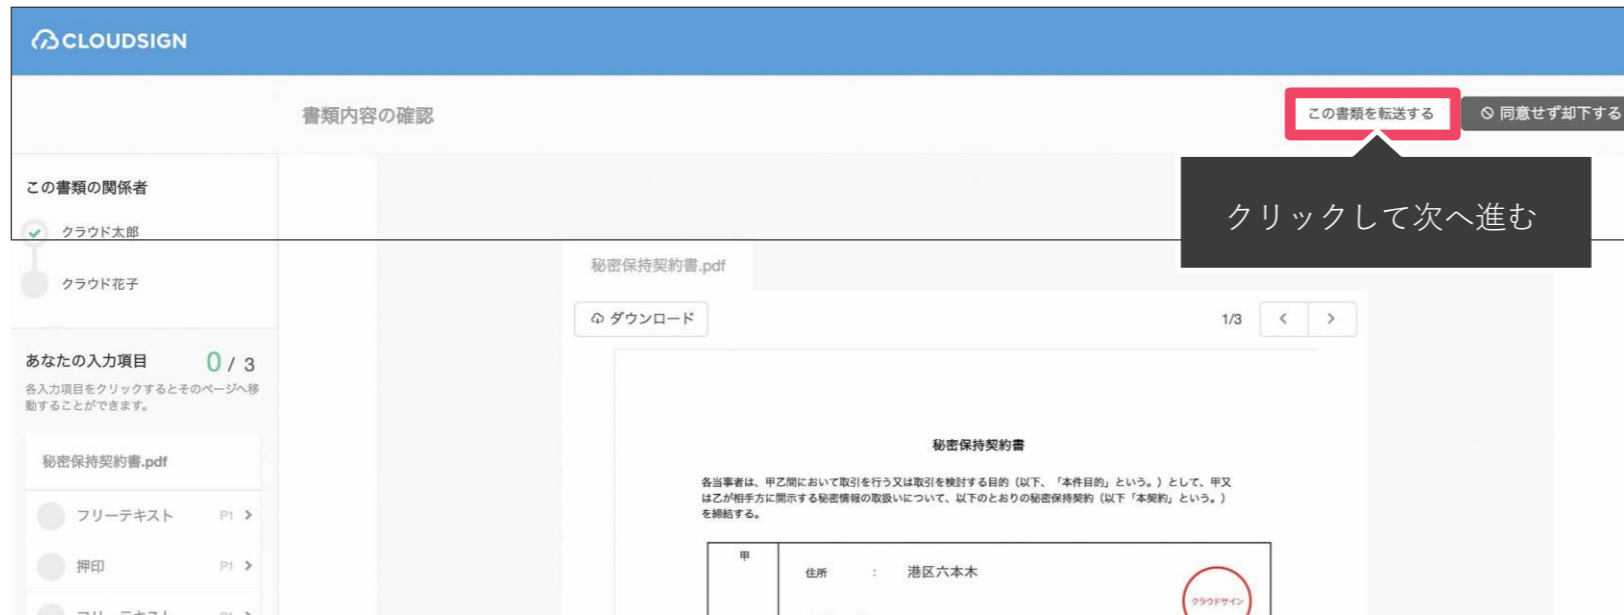 CLOUDSIGN
書類内容の確認
この書類を転送する
同意せず却下する
クリックして次へ進む
この書類の関係者
クラウド太郎
クラウド花子
あなたの入力項目 0 / 3
各入力項目をクリックするとそのページへ移
動することができます。
秘密保持契約書.pdf
フリーテキスト P1
押印 P1
秘密保持契約書.pdf
ダウンロード
1/3
秘密保持契約書
各当事者は、甲乙間において取引を行う又は取引を検討する目的（以下、「本件目的」という。）として、甲又
は乙が相手方に開示する秘密情報の取扱いについて、以下のとおりの秘密保持契約（以下「本契約」という。）
を締結する。
甲
住所 : 港区六本木
クラウドサイン